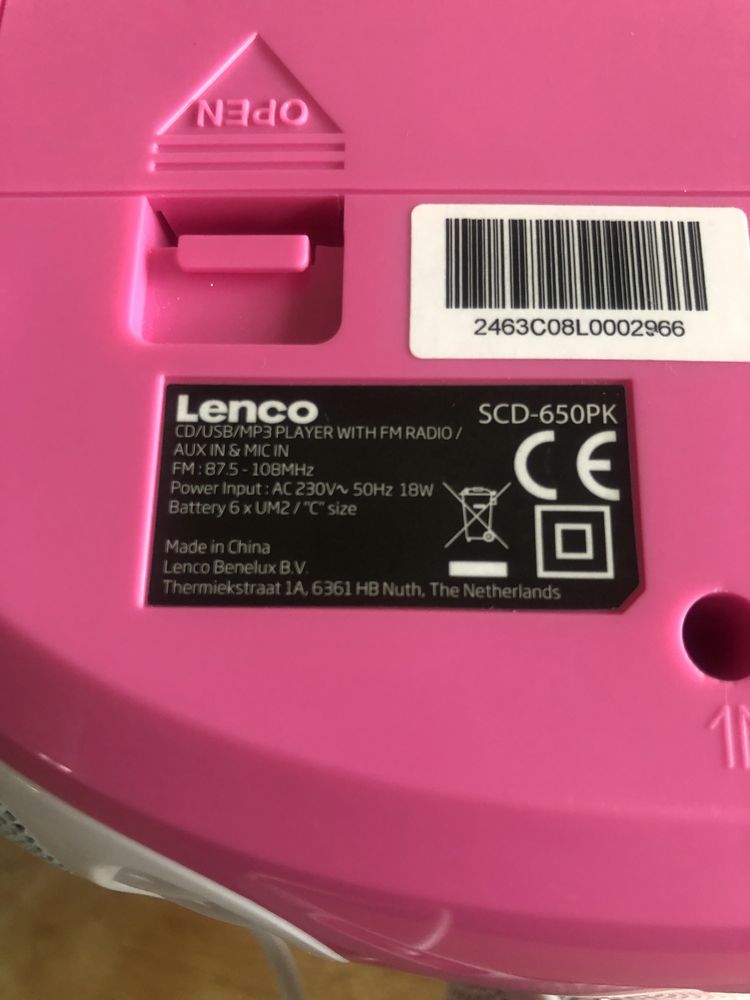 OPEN
2463C08L0002966
Lenco SCD-650PK
CD/USB/MP3 PLAYER WITH FM RADIO /
AUX IN & MIC IN
FM : 87.5 - 108MHz
Power Input : AC 230V∿ 50Hz 18W
Battery 6 x UM2 / "C" size
CE
Made in China
Lenco Benelux B.V.
Thermiekstraat 1A, 6361 HB Nuth, The Netherlands